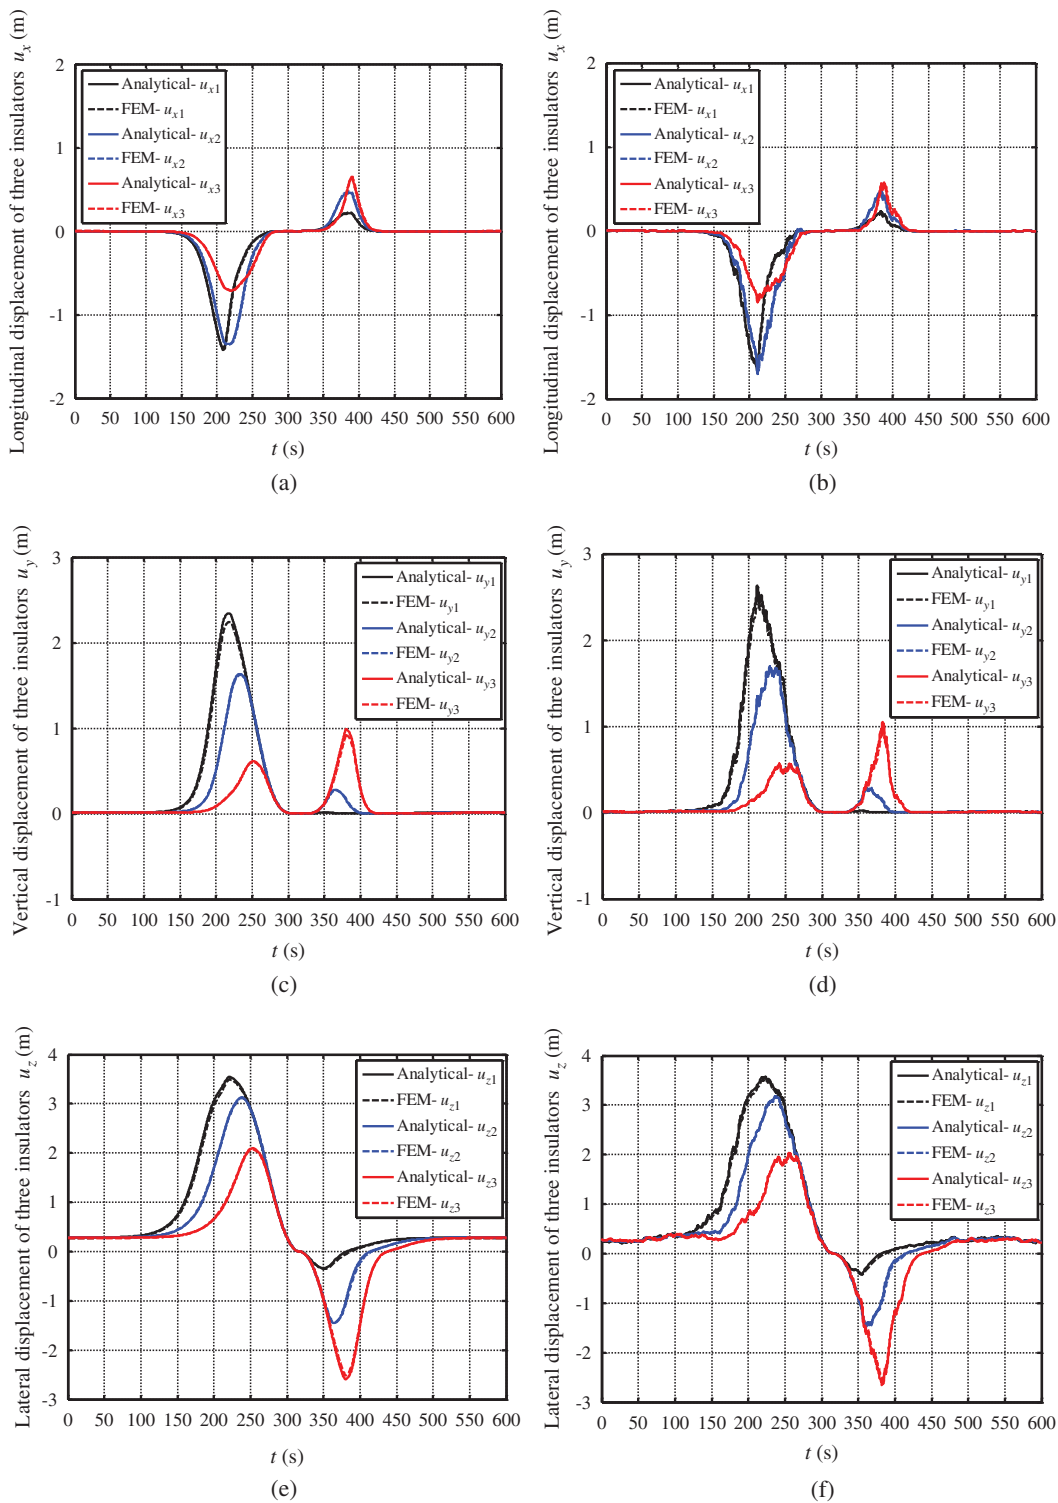 Longitudinal displacement of three insulators u_x (m)
2
1
0
-1
-2
Analytical- u_x1
FEM- u_x1
Analytical- u_x2
FEM- u_x2
Analytical- u_x3
FEM- u_x3
0 50 100 150 200 250 300 350 400 450 500 550 600
t (s)
(a)
Longitudinal displacement of three insulators u_x (m)
2
1
0
-1
-2
Analytical- u_x1
FEM- u_x1
Analytical- u_x2
FEM- u_x2
Analytical- u_x3
FEM- u_x3
0 50 100 150 200 250 300 350 400 450 500 550 600
t (s)
(b)
Vertical displacement of three insulators u_y (m)
3
2
1
0
-1
Analytical- u_y1
FEM- u_y1
Analytical- u_y2
FEM- u_y2
Analytical- u_y3
FEM- u_y3
0 50 100 150 200 250 300 350 400 450 500 550 600
t (s)
(c)
Vertical displacement of three insulators u_y (m)
3
2
1
0
-1
Analytical- u_y1
FEM- u_y1
Analytical- u_y2
FEM- u_y2
Analytical- u_y3
FEM- u_y3
0 50 100 150 200 250 300 350 400 450 500 550 600
t (s)
(d)
Lateral displacement of three insulators u_z (m)
4
3
2
1
0
-1
-2
-3
Analytical- u_z1
FEM- u_z1
Analytical- u_z2
FEM- u_z2
Analytical- u_z3
FEM- u_z3
0 50 100 150 200 250 300 350 400 450 500 550 600
t (s)
(e)
Lateral displacement of three insulators u_z (m)
4
3
2
1
0
-1
-2
-3
Analytical- u_z1
FEM- u_z1
Analytical- u_z2
FEM- u_z2
Analytical- u_z3
FEM- u_z3
0 50 100 150 200 250 300 350 400 450 500 550 600
t (s)
(f)